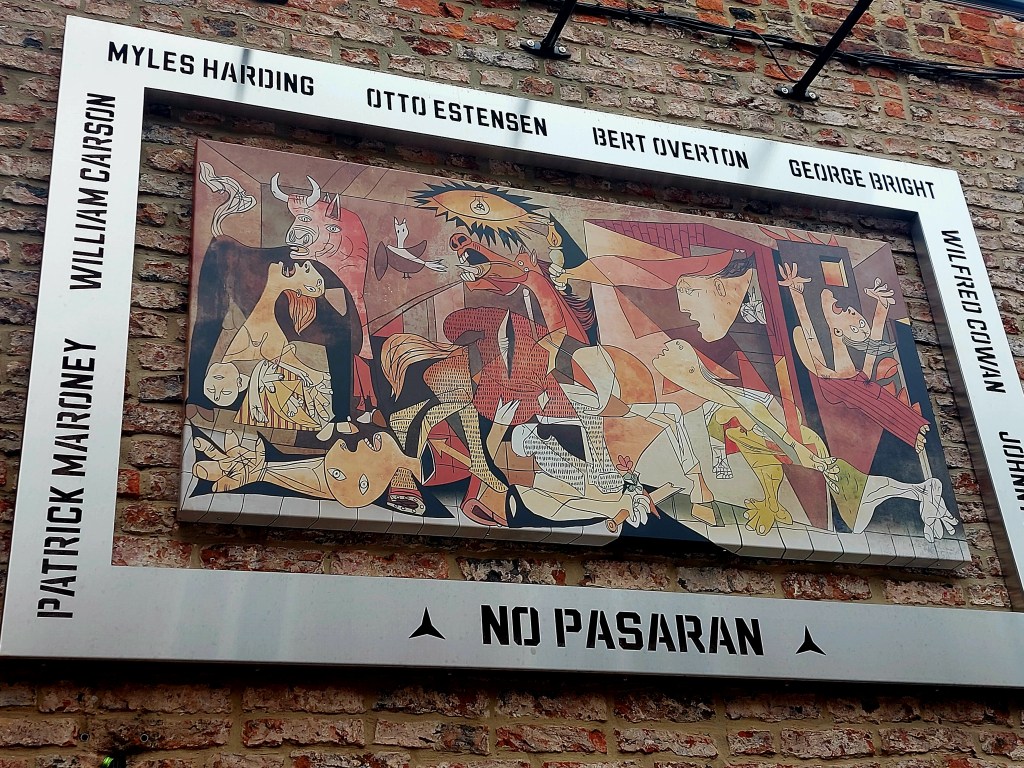 MYLES HARDING
OTTO ESTENSEN
BERT OVERTON
GEORGE BRIGHT
WILLIAM CARSON
PATRICK MARONEY
WILFRED COWAN
NO PASARAN